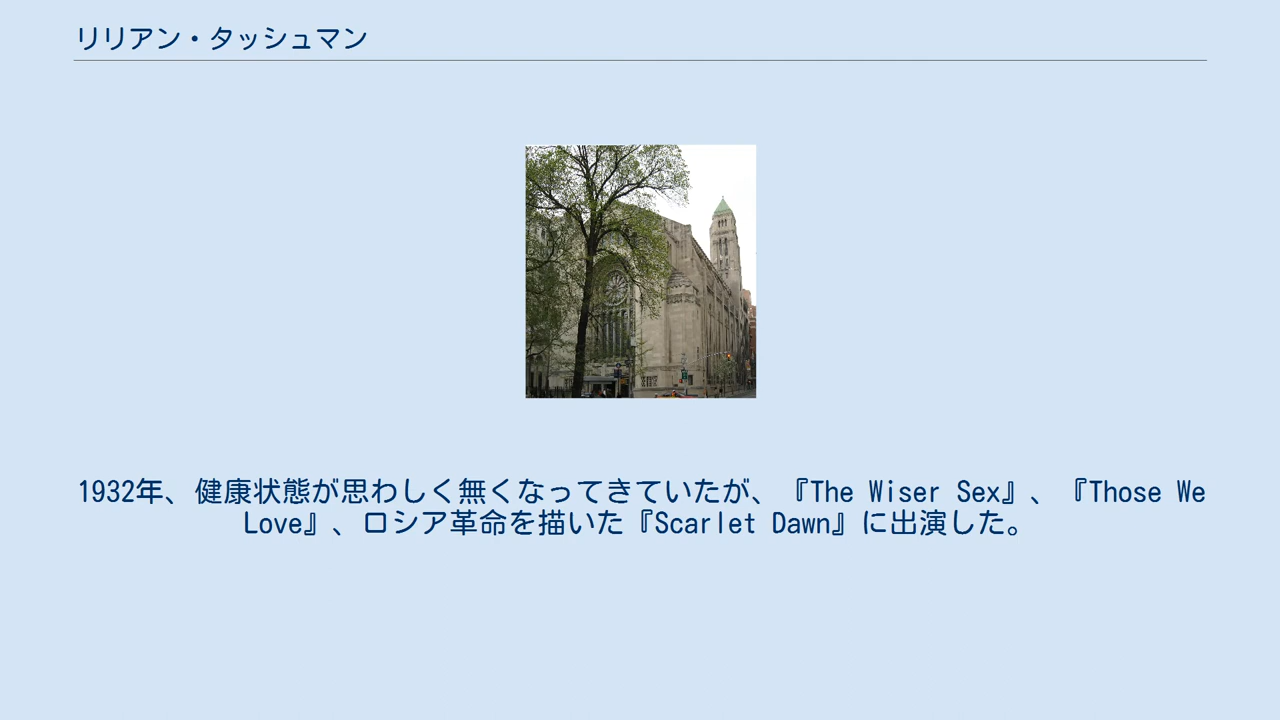 リリアン・タッシュマン
1932年、健康状態が思わしく無くなってきていたが、『The Wiser Sex』、『Those We
Love』、ロシア革命を描いた『Scarlet Dawn』に出演した。